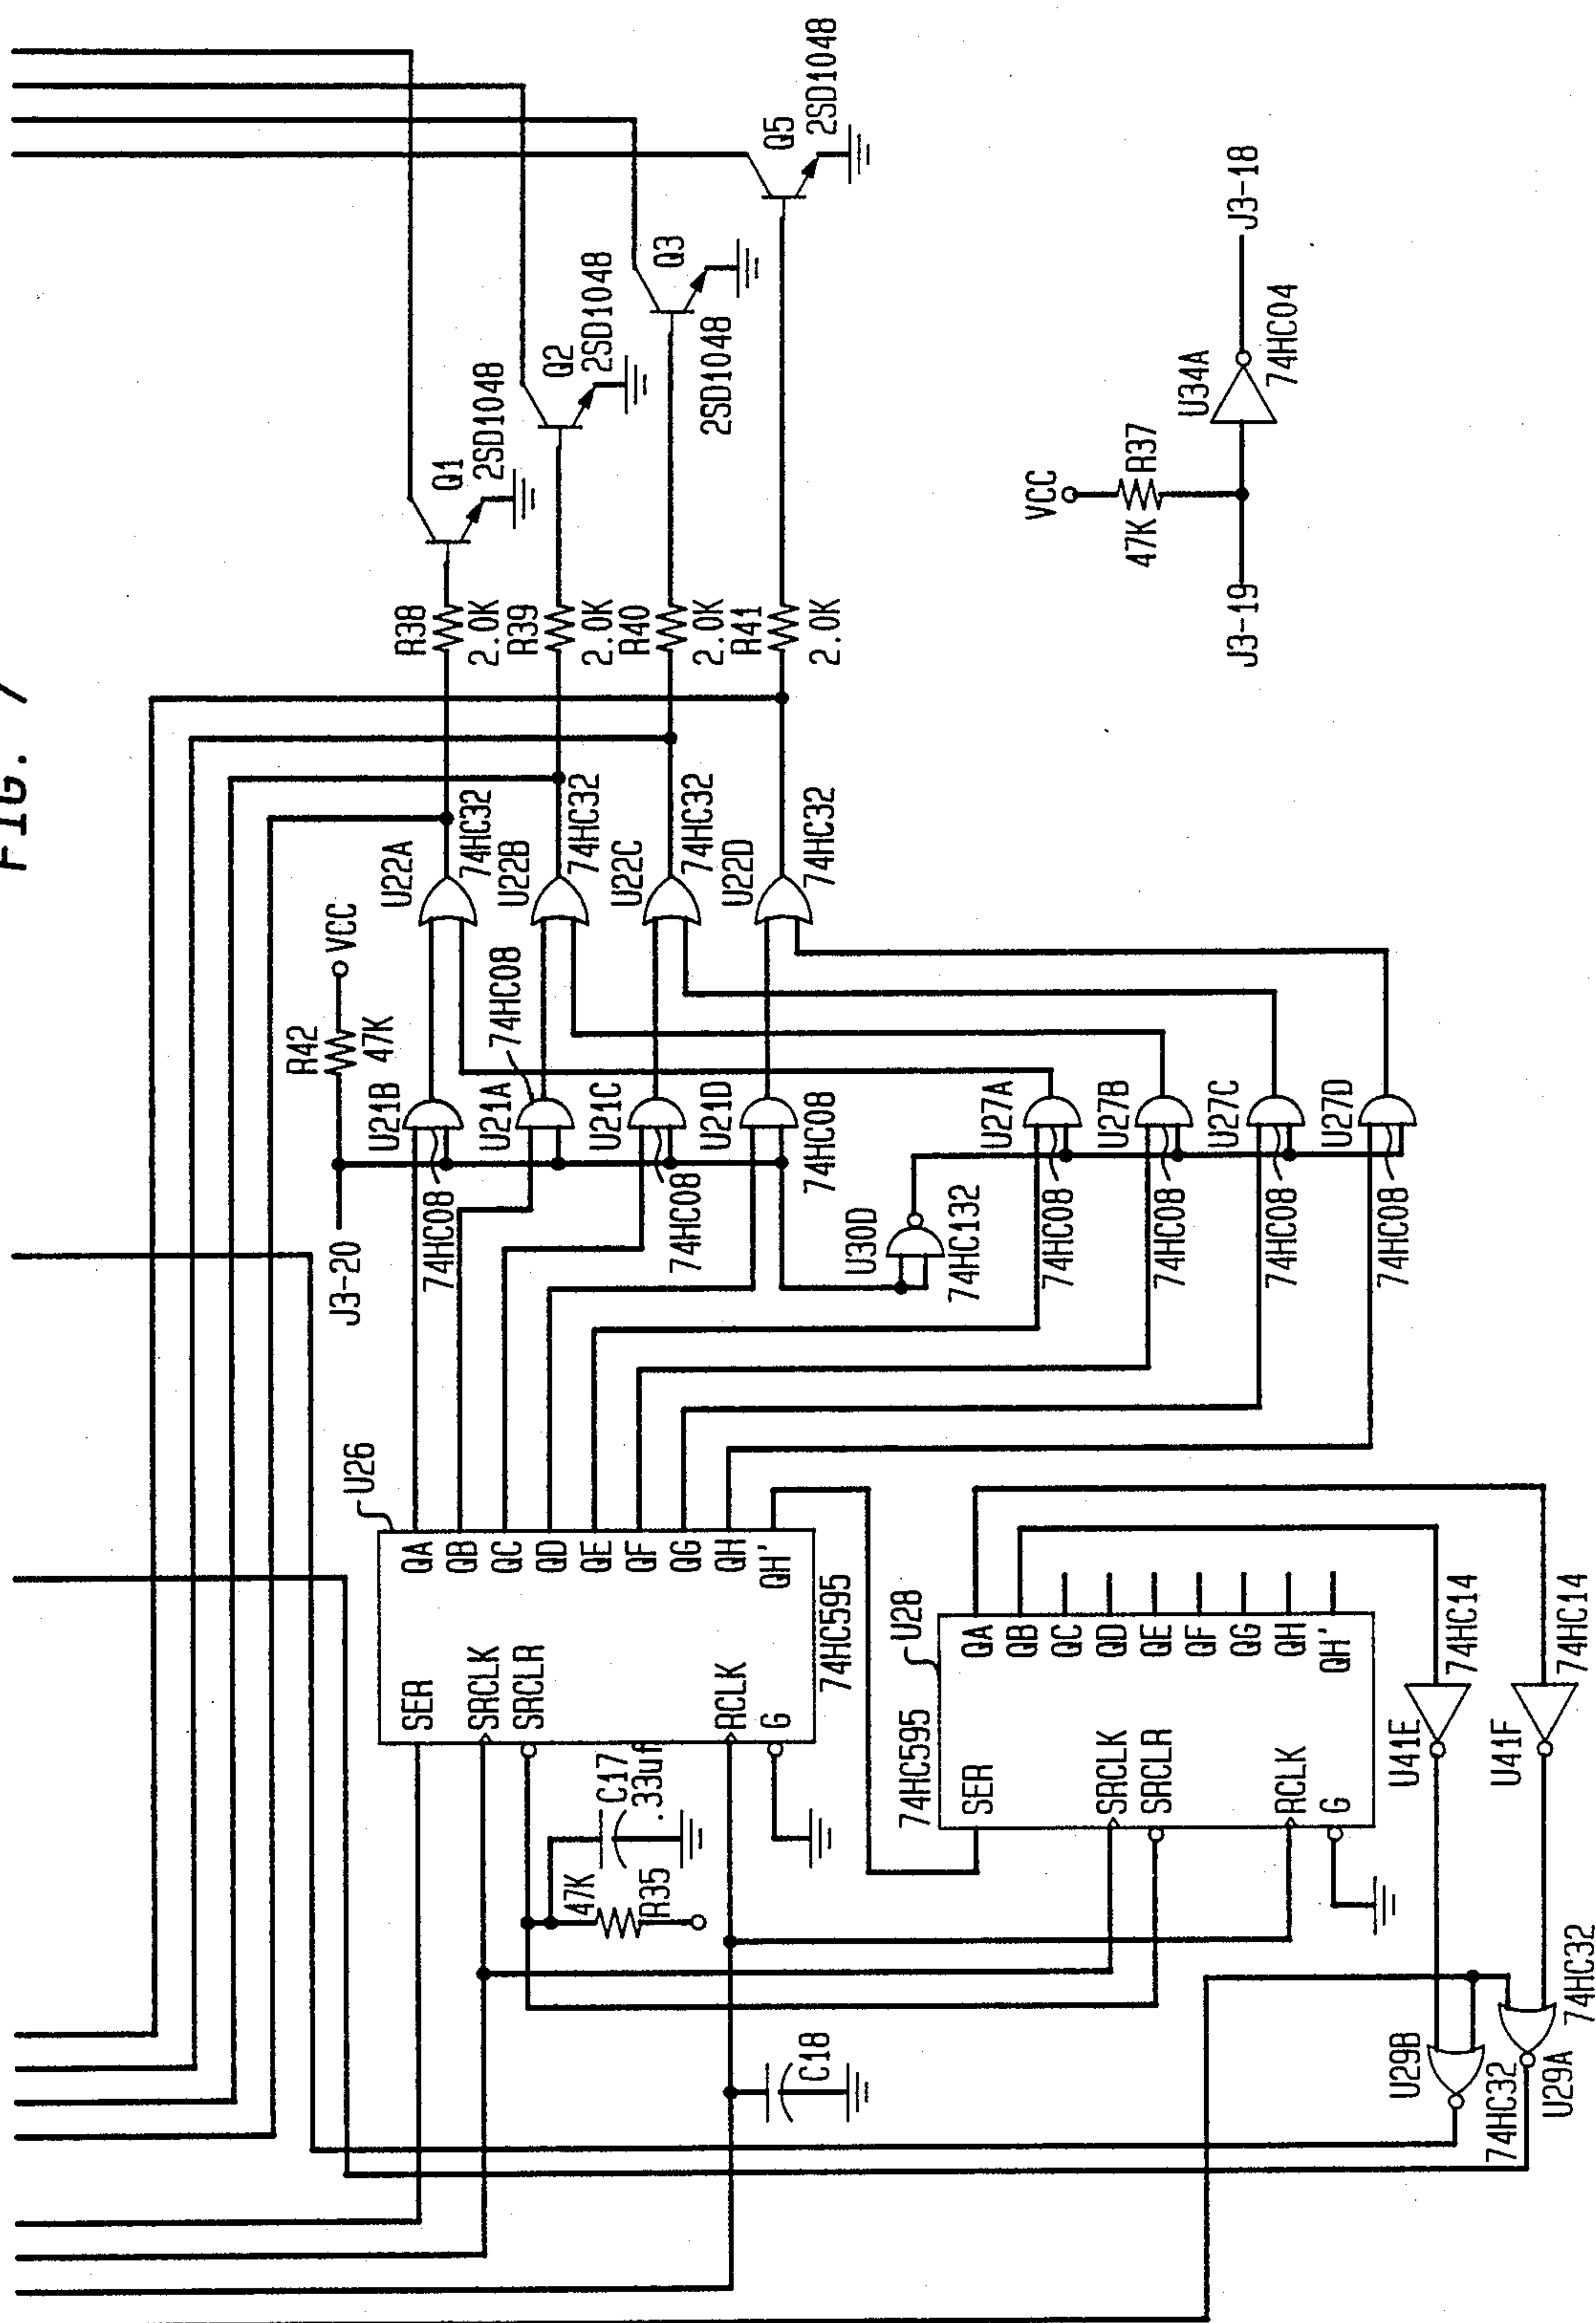 FIG. 7
U26
SER
SRCLK
SRCLR
RCLK
G
QA
QB
QC
QD
QE
QF
QG
QH
QH'
74HC595
C17
.33uf
47K
R35
C18
U28
74HC595
SER
SRCLK
SRCLR
RCLK
G
QA
QB
QC
QD
QE
QF
QG
QH
QH'
U41E
74HC14
U41F
74HC14
U29B
74HC32
U29A
74HC32
J3-20
R42
47K
VCC
U21B
74HC08
U21A
74HC08
U21C
74HC08
U21D
74HC08
U30D
74HC132
U27A
74HC08
U27B
74HC08
U27C
74HC08
U27D
74HC08
U22A
74HC32
U22B
74HC32
U22C
74HC32
U22D
74HC32
R38
2.0K
R39
2.0K
R40
2.0K
R41
2.0K
Q1
2SD1048
Q2
2SD1048
Q3
2SD1048
Q5
2SD1048
VCC
47K
R37
J3-19
U34A
74HC04
J3-18